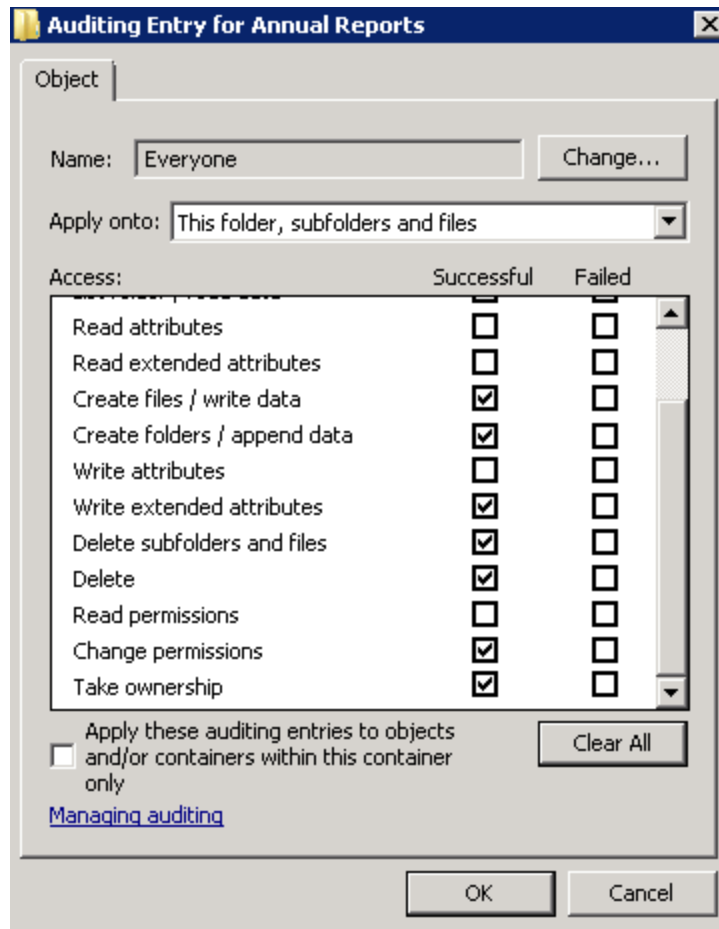 Auditing Entry for Annual Reports
Object
Name: Everyone Change...
Apply onto: This folder, subfolders and files
Access: Successful Failed
Read attributes
Read extended attributes
Create files / write data
Create folders / append data
Write attributes
Write extended attributes
Delete subfolders and files
Delete
Read permissions
Change permissions
Take ownership
Apply these auditing entries to objects
and/or containers within this container
only
Clear All
Managing auditing
OK Cancel